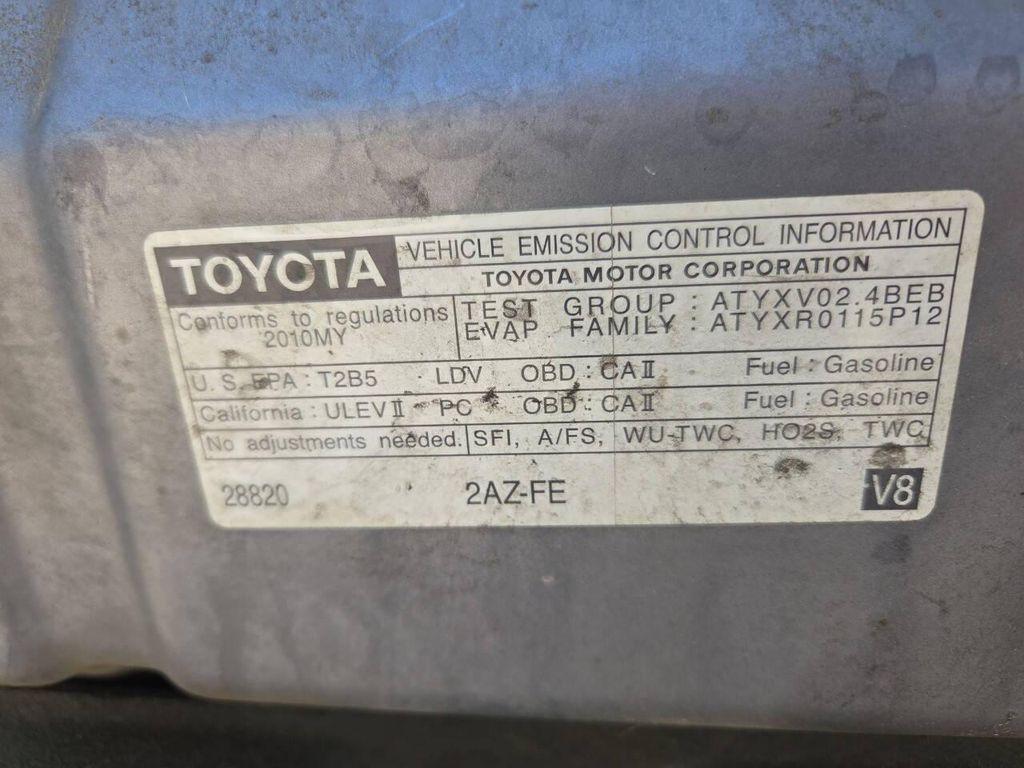 TOYOTA
VEHICLE EMISSION CONTROL INFORMATION
TOYOTA MOTOR CORPORATION
Conforms to regulations
2010MY
TEST GROUP : ATYXV02.4BEB
EVAP FAMILY : ATYXR0115P12
U.S. EPA : T2B5 LDV OBD : CAⅡ Fuel : Gasoline
California : ULEVⅡ PC OBD : CAⅡ Fuel : Gasoline
No adjustments needed. SFI, A/FS, WU-TWC, HO2S, TWC
28820 2AZ-FE V8